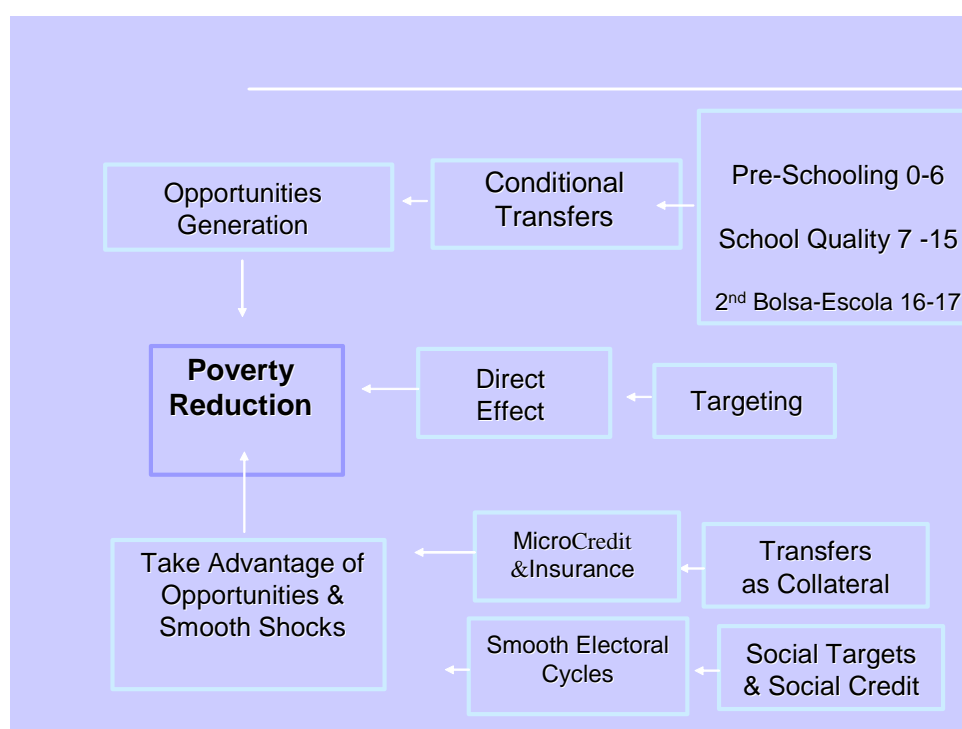 Opportunities
Generation
Conditional
Transfers
Pre-Schooling 0-6
School Quality 7 -15
2nd Bolsa-Escola 16-17
Poverty
Reduction
Direct
Effect
Targeting
Take Advantage of
Opportunities &
Smooth Shocks
MicroCredit
&Insurance
Transfers
as Collateral
Smooth Electoral
Cycles
Social Targets
& Social Credit